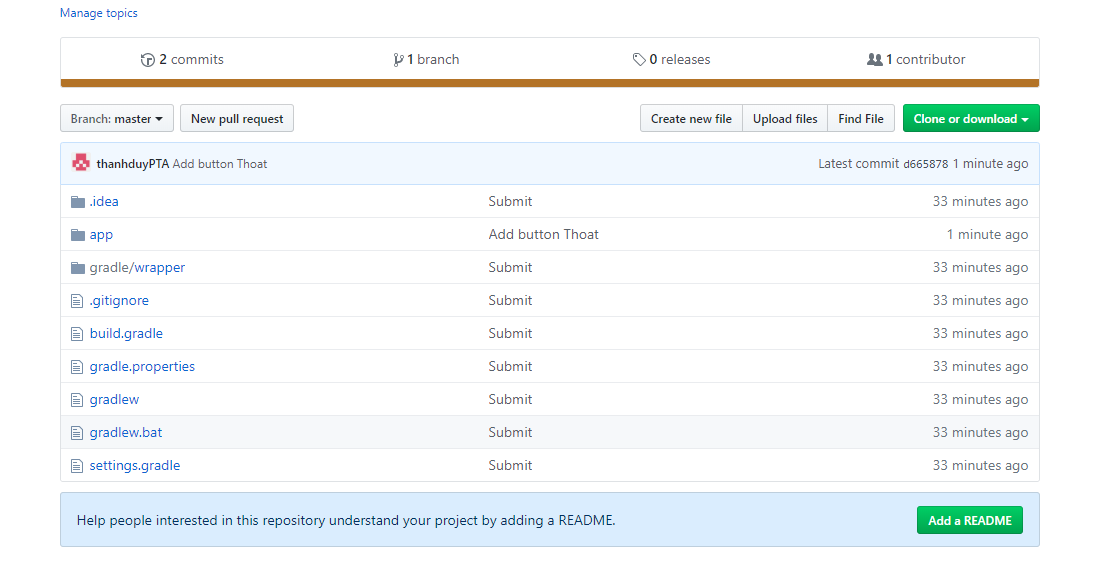 Manage topics
2 commits 1 branch 0 releases 1 contributor
Branch: master New pull request Create new file Upload files Find File Clone or download
thanhduyPTA Add button Thoat Latest commit d665878 1 minute ago
.idea Submit 33 minutes ago
app Add button Thoat 1 minute ago
gradle/wrapper Submit 33 minutes ago
.gitignore Submit 33 minutes ago
build.gradle Submit 33 minutes ago
gradle.properties Submit 33 minutes ago
gradlew Submit 33 minutes ago
gradlew.bat Submit 33 minutes ago
settings.gradle Submit 33 minutes ago
Help people interested in this repository understand your project by adding a README. Add a README